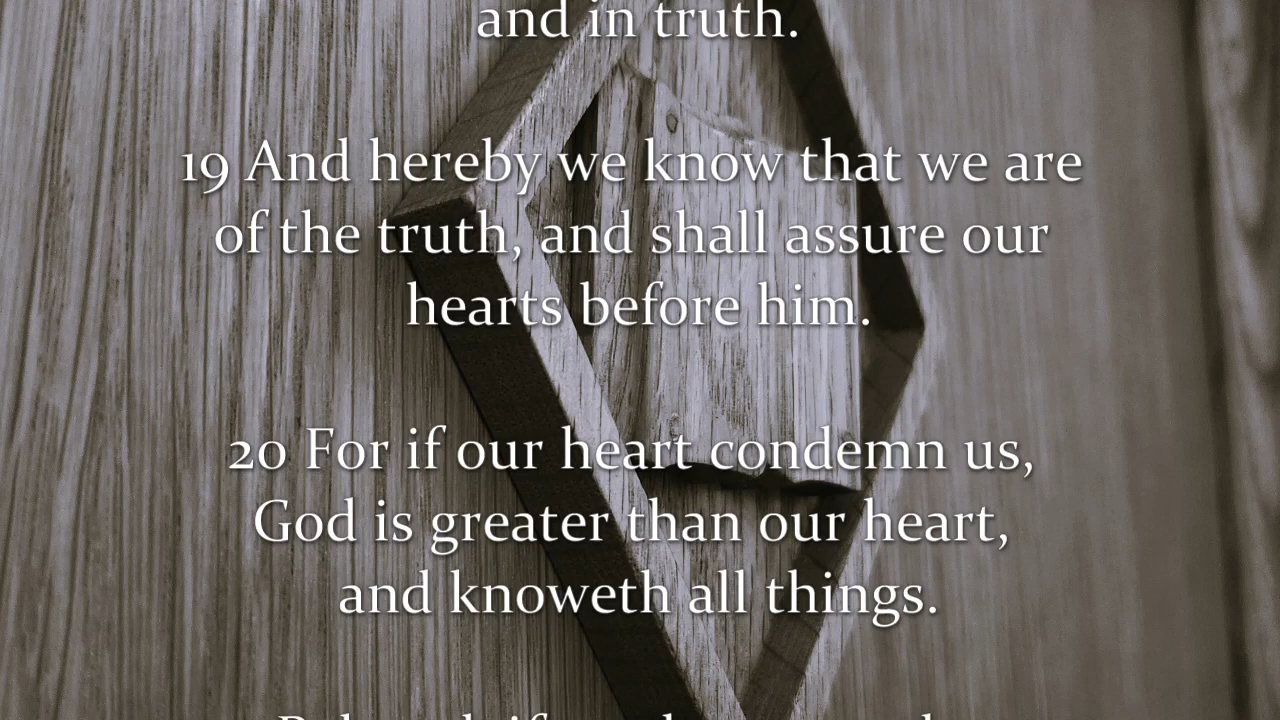 and in truth.
19 And hereby we know that we are
of the truth, and shall assure our
hearts before him.
20 For if our heart condemn us,
God is greater than our heart,
and knoweth all things.